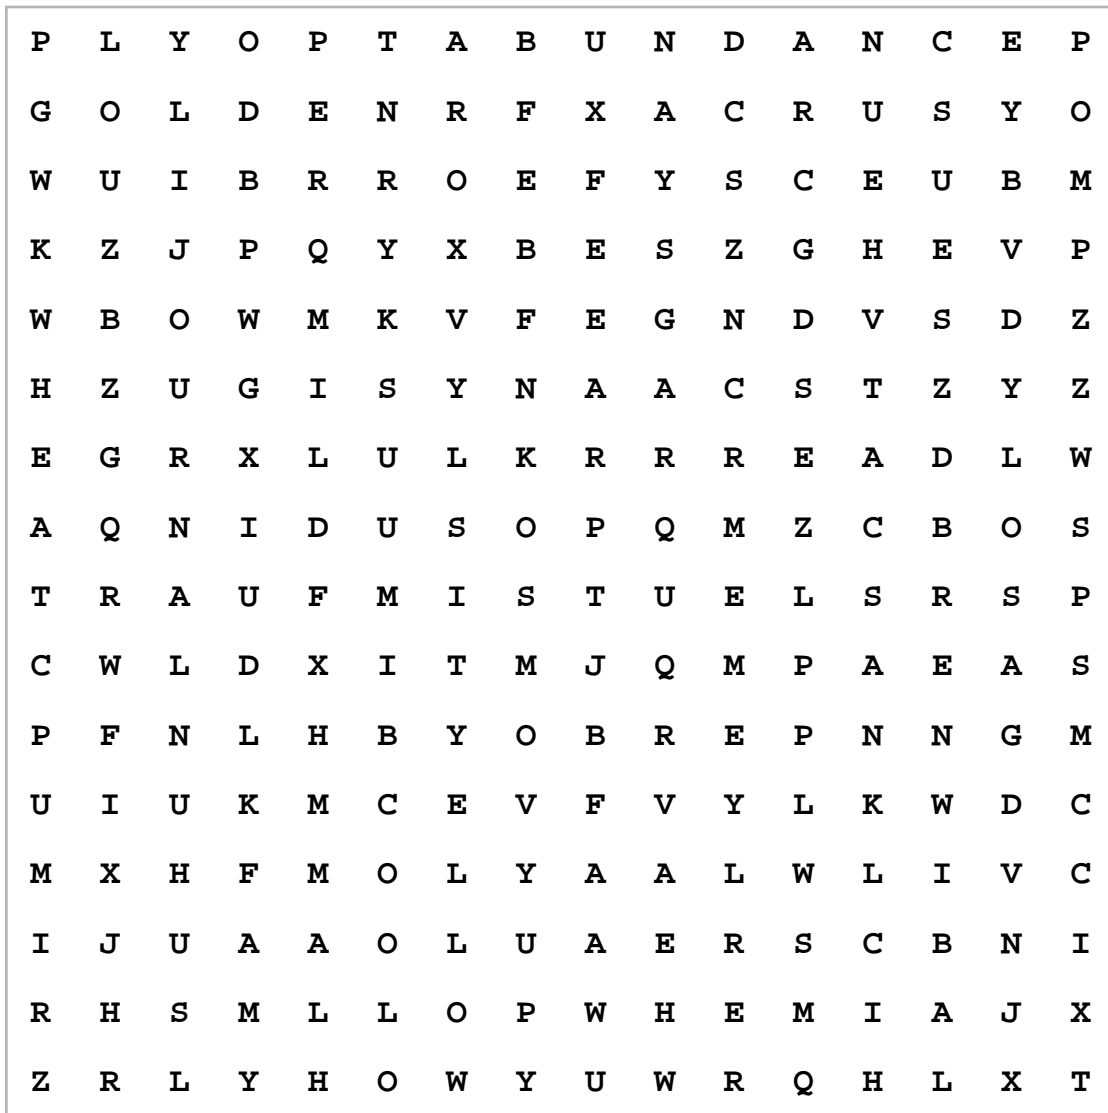 P L Y O P T A B U N D A N C E P
G O L D E N R F X A C R U S Y O
W U I B R R O E F Y S C E U B M
K Z J P Q Y X B E S Z G H E V P
W B O W M K V F E G N D V S D Z
H Z U G I S Y N A A C S T Z Y Z
E G R X L U L K R R R E A D L W
A Q N I D U S O P Q M Z C B O S
T R A U F M I S T U E L S R S P
C W L D X I T M J Q M P A E A S
P F N L H B Y O B R E P N N G M
U I U K M C E V F V Y L K W D C
M X H F M O L Y A A L W L I V C
I J U A A O L U A E R S C B N I
R H S M L L O P W H E M I A J X
Z R L Y H O W Y U W R Q H L X T